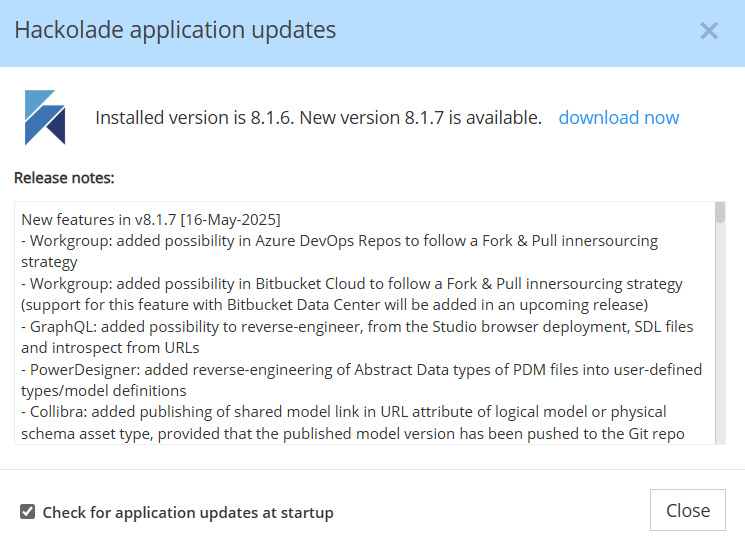 Hackolade application updates
Installed version is 8.1.6. New version 8.1.7 is available. download now
Release notes:
New features in v8.1.7 [16-May-2025]
- Workgroup: added possibility in Azure DevOps Repos to follow a Fork & Pull innersourcing
strategy
- Workgroup: added possibility in Bitbucket Cloud to follow a Fork & Pull innersourcing strategy
(support for this feature with Bitbucket Data Center will be added in an upcoming release)
- GraphQL: added possibility to reverse-engineer, from the Studio browser deployment, SDL files
and introspect from URLs
- PowerDesigner: added reverse-engineering of Abstract Data types of PDM files into user-defined
types/model definitions
- Collibra: added publishing of shared model link in URL attribute of logical model or physical
schema asset type, provided that the published model version has been pushed to the Git repo
Check for application updates at startup
Close